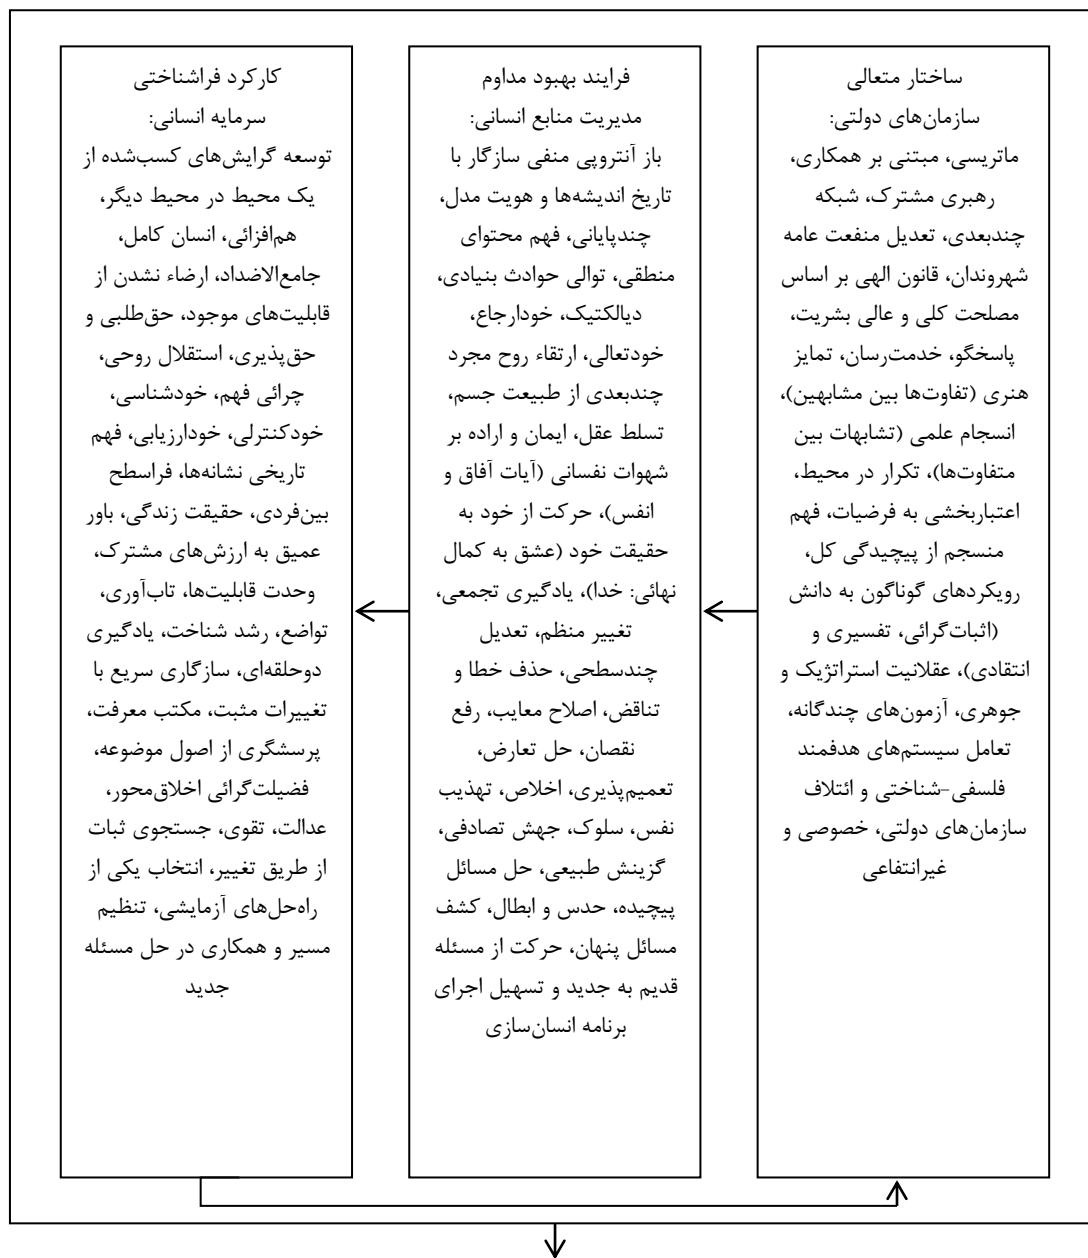 ساختار متعالی
سازمان‌های دولتی:
ماتریسی، مبتنی بر همکاری،
رهبری مشترک، شبکه
چندبعدی، تعدیل منفعت عامه
شهروندان، قانون الهی بر اساس
مصلحت کلی و عالی بشریت،
پاسخگو، خدمت‌رسان، تمایز
هنری (تفاوت‌ها بین مشابهین)،
انسجام علمی (تشابهات بین
متفاوت‌ها)، تکرار در محیط،
اعتباربخشی به فرضیات، فهم
منسجم از پیچیدگی کل،
رویکردهای گوناگون به دانش
(اثبات‌گرائی، تفسیری و
انتقادی)، عقلانیت استراتژیک و
جوهری، آزمون‌های چندگانه،
تعامل سیستم‌های هدفمند
فلسفی-شناختی و ائتلاف
سازمان‌های دولتی، خصوصی و
غیرانتفاعی
فرایند بهبود مداوم
مدیریت منابع انسانی:
باز آنتروپی منفی سازگار با
تاریخ اندیشه‌ها و هویت مدل،
چندپایانی، فهم محتوای
منطقی، توالی حوادث بنیادی،
دیالکتیک، خودارجاع،
خودتعالی، ارتقاء روح مجرد
چندبعدی از طبیعت جسم،
تسلط عقل، ایمان و اراده بر
شهوات نفسانی (آیات آفاق و
انفس)، حرکت از خود به
حقیقت خود (عشق به کمال
نهائی: خدا)، یادگیری تجمعی،
تغییر منظم، تعدیل
چندسطحی، حذف خطا و
تناقض، اصلاح معایب، رفع
نقصان، حل تعارض،
تعمیم‌پذیری، اخلاص، تهذیب
نفس، سلوک، جهش تصادفی،
گزینش طبیعی، حل مسائل
پیچیده، حدس و ابطال، کشف
مسائل پنهان، حرکت از مسئله
قدیم به جدید و تسهیل اجرای
برنامه انسان‌سازی
کارکرد فراشناختی
سرمایه انسانی:
توسعه گرایش‌های کسب‌شده از
یک محیط در محیط دیگر،
هم‌افزائی، انسان کامل،
جامع‌الاضداد، ارضاء نشدن از
قابلیت‌های موجود، حق‌طلبی و
حق‌پذیری، استقلال روحی،
چرائی فهم، خودشناسی،
خودکنترلی، خودارزیابی، فهم
تاریخی نشانه‌ها، فراسطح
بین‌فردی، حقیقت زندگی، باور
عمیق به ارزش‌های مشترک،
وحدت قابلیت‌ها، تاب‌آوری،
تواضع، رشد شناخت، یادگیری
دوحلقه‌ای، سازگاری سریع با
تغییرات مثبت، مکتب معرفت،
پرسشگری از اصول موضوعه،
فضیلت‌گرائی اخلاق‌محور،
عدالت، تقوی، جستجوی ثبات
از طریق تغییر، انتخاب یکی از
راه‌حل‌های آزمایشی، تنظیم
مسیر و همکاری در حل مسئله
جدید